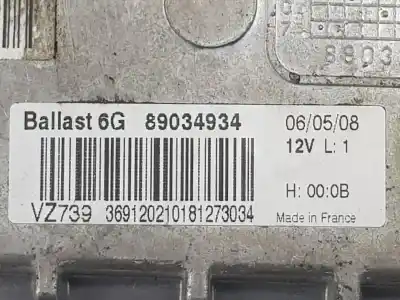 Ballast 6G 89034934
06/05/08
12V L: 1
H: 00:0B
VZ739 369120210181273034
Made in France